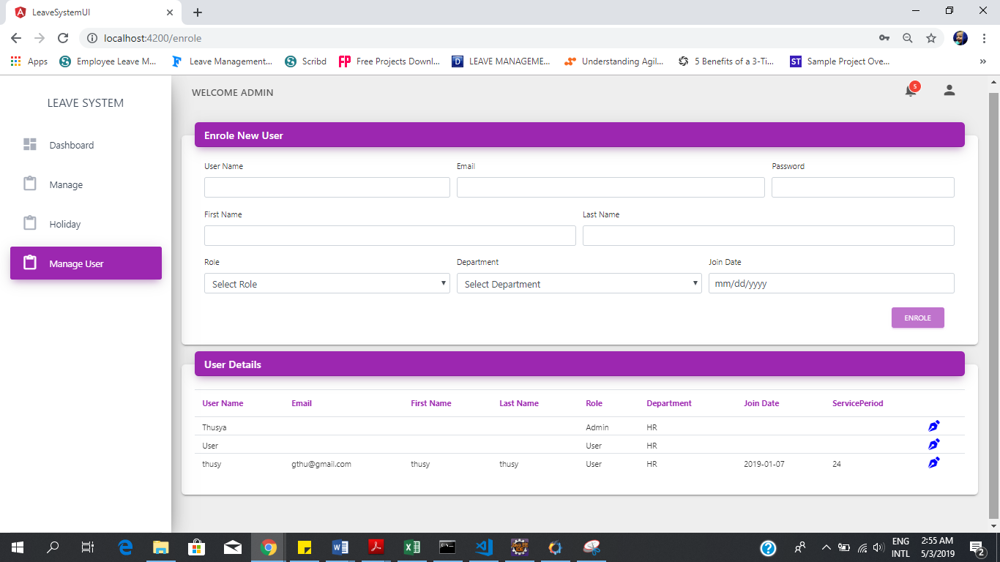 LeaveSystemUI
localhost:4200/enrole
Apps Employee Leave M... Leave Management... Scribd FP Free Projects Downl... D LEAVE MANAGEME... Understanding Agil... 5 Benefits of a 3-Ti... ST Sample Project Ove... »
LEAVE SYSTEM
Dashboard
Manage
Holiday
Manage User
WELCOME ADMIN 5
Enrole New User
User Name Email Password
First Name Last Name
Role Department Join Date
Select Role Select Department mm/dd/yyyy
ENROLE
User Details
User Name Email First Name Last Name Role Department Join Date ServicePeriod
Thusya Admin HR
User User HR
thusy gthu@gmail.com thusy thusy User HR 2019-01-07 24
ENG 2:55 AM
INTL 5/3/2019 2